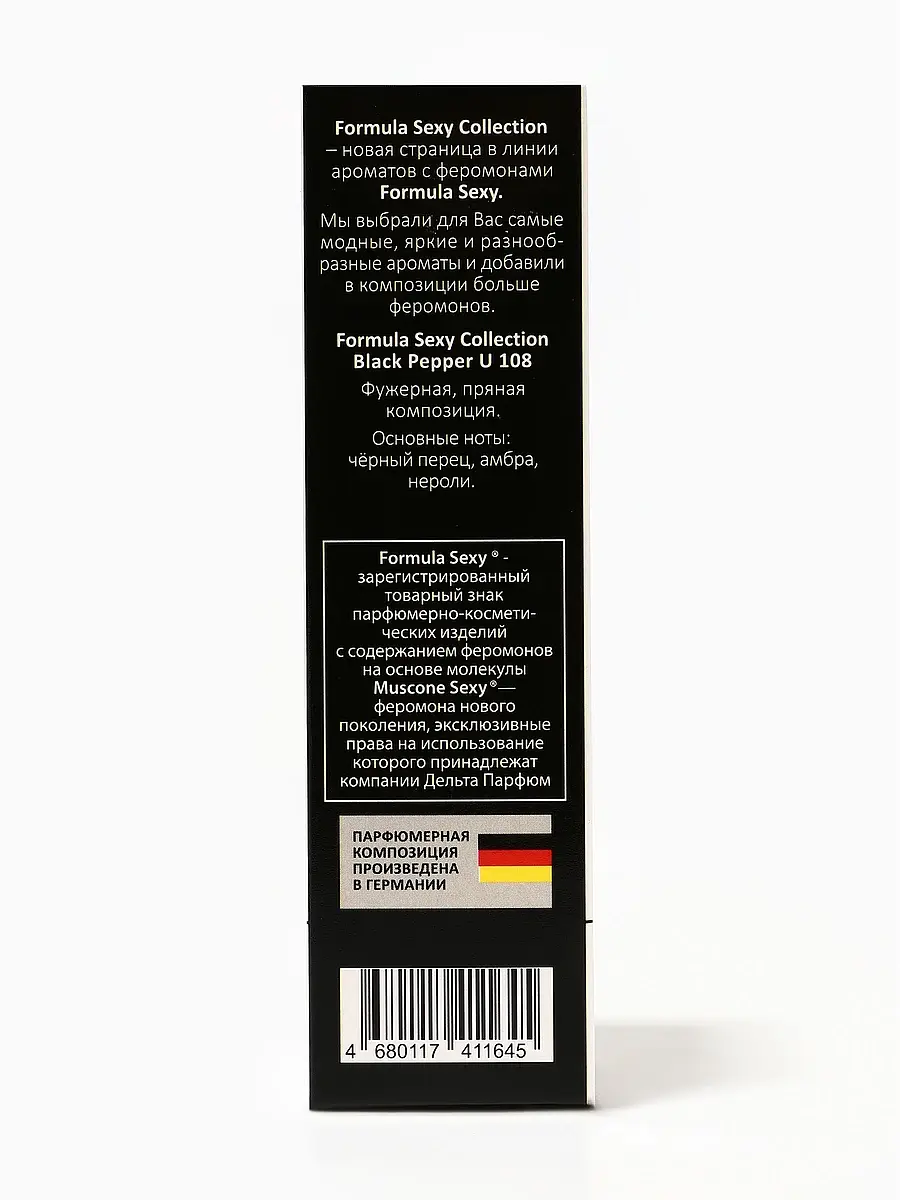 Formula Sexy Collection
– новая страница в линии
ароматов с феромонами
Formula Sexy.
Мы выбрали для Вас самые
модные, яркие и разнооб-
разные ароматы и добавили
в композиции больше
феромонов.
Formula Sexy Collection
Black Pepper U 108
Фужерная, пряная
композиция.
Основные ноты:
чёрный перец, амбра,
нероли.
Formula Sexy ® -
зарегистрированный
товарный знак
парфюмерно-космети-
ческих изделий
с содержанием феромонов
на основе молекулы
Muscone Sexy®—
феромона нового
поколения, эксклюзивные
права на использование
которого принадлежат
компании Дельта Парфюм
ПАРФЮМЕРНАЯ
КОМПОЗИЦИЯ
ПРОИЗВЕДЕНА
В ГЕРМАНИИ
4 680117 411645